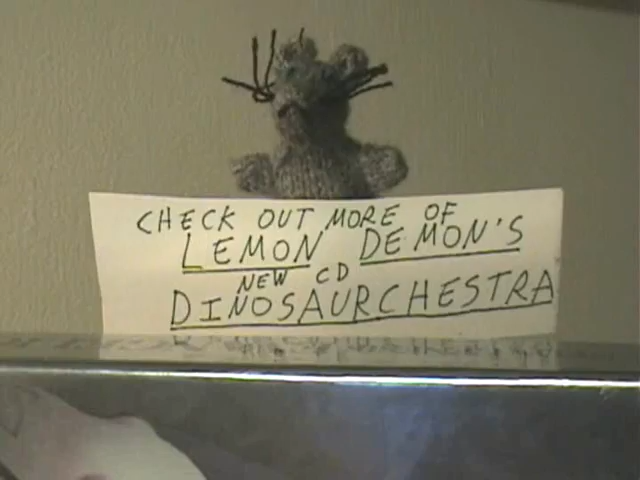 CHECK OUT MORE OF
LEMON DEMON'S
NEW CD
DINOSAURCHESTRA